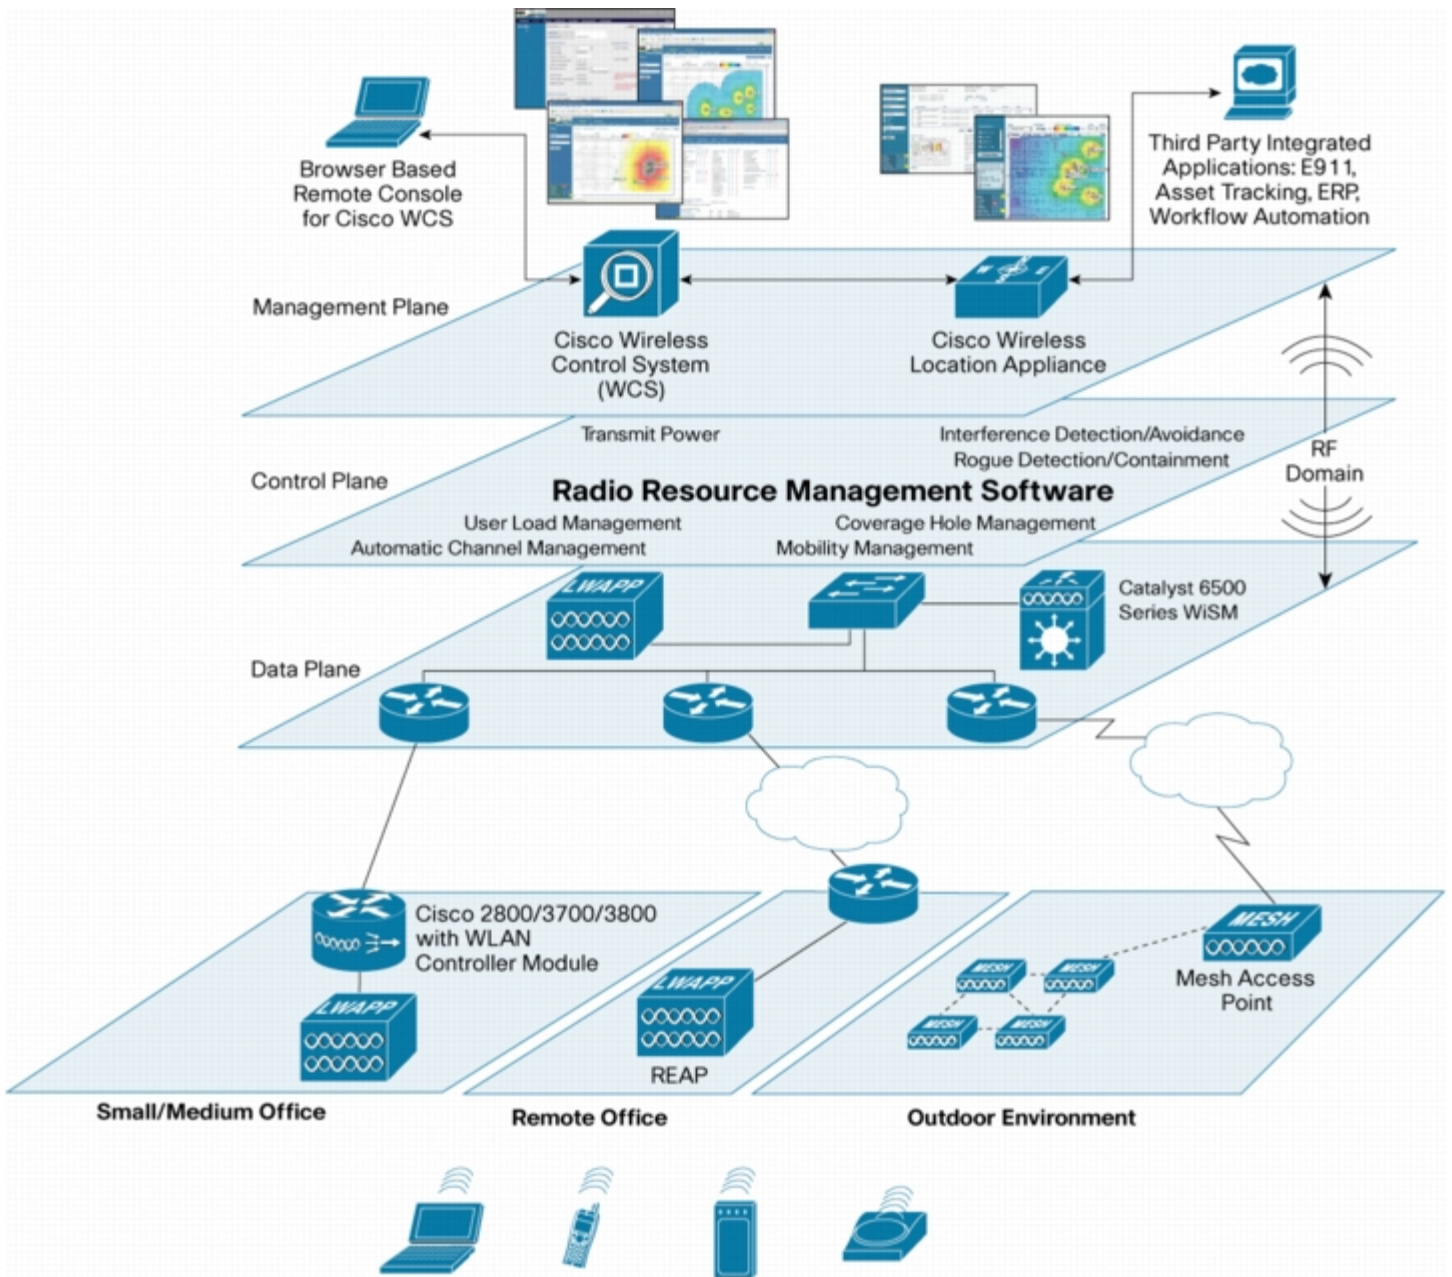 Browser Based
Remote Console
for Cisco WCS
Third Party Integrated
Applications: E911,
Asset Tracking, ERP,
Workflow Automation
Management Plane
Cisco Wireless
Control System
(WCS)
Cisco Wireless
Location Appliance
Transmit Power
Interference Detection/Avoidance
Rogue Detection/Containment
RF
Domain
Control Plane
Radio Resource Management Software
User Load Management
Coverage Hole Management
Automatic Channel Management
Mobility Management
LWAPP
Catalyst 6500
Series WiSM
Data Plane
Cisco 2800/3700/3800
with WLAN
Controller Module
LWAPP
LWAPP
REAP
MESH
Mesh Access
Point
MESH
MESH
MESH
MESH
Small/Medium Office
Remote Office
Outdoor Environment